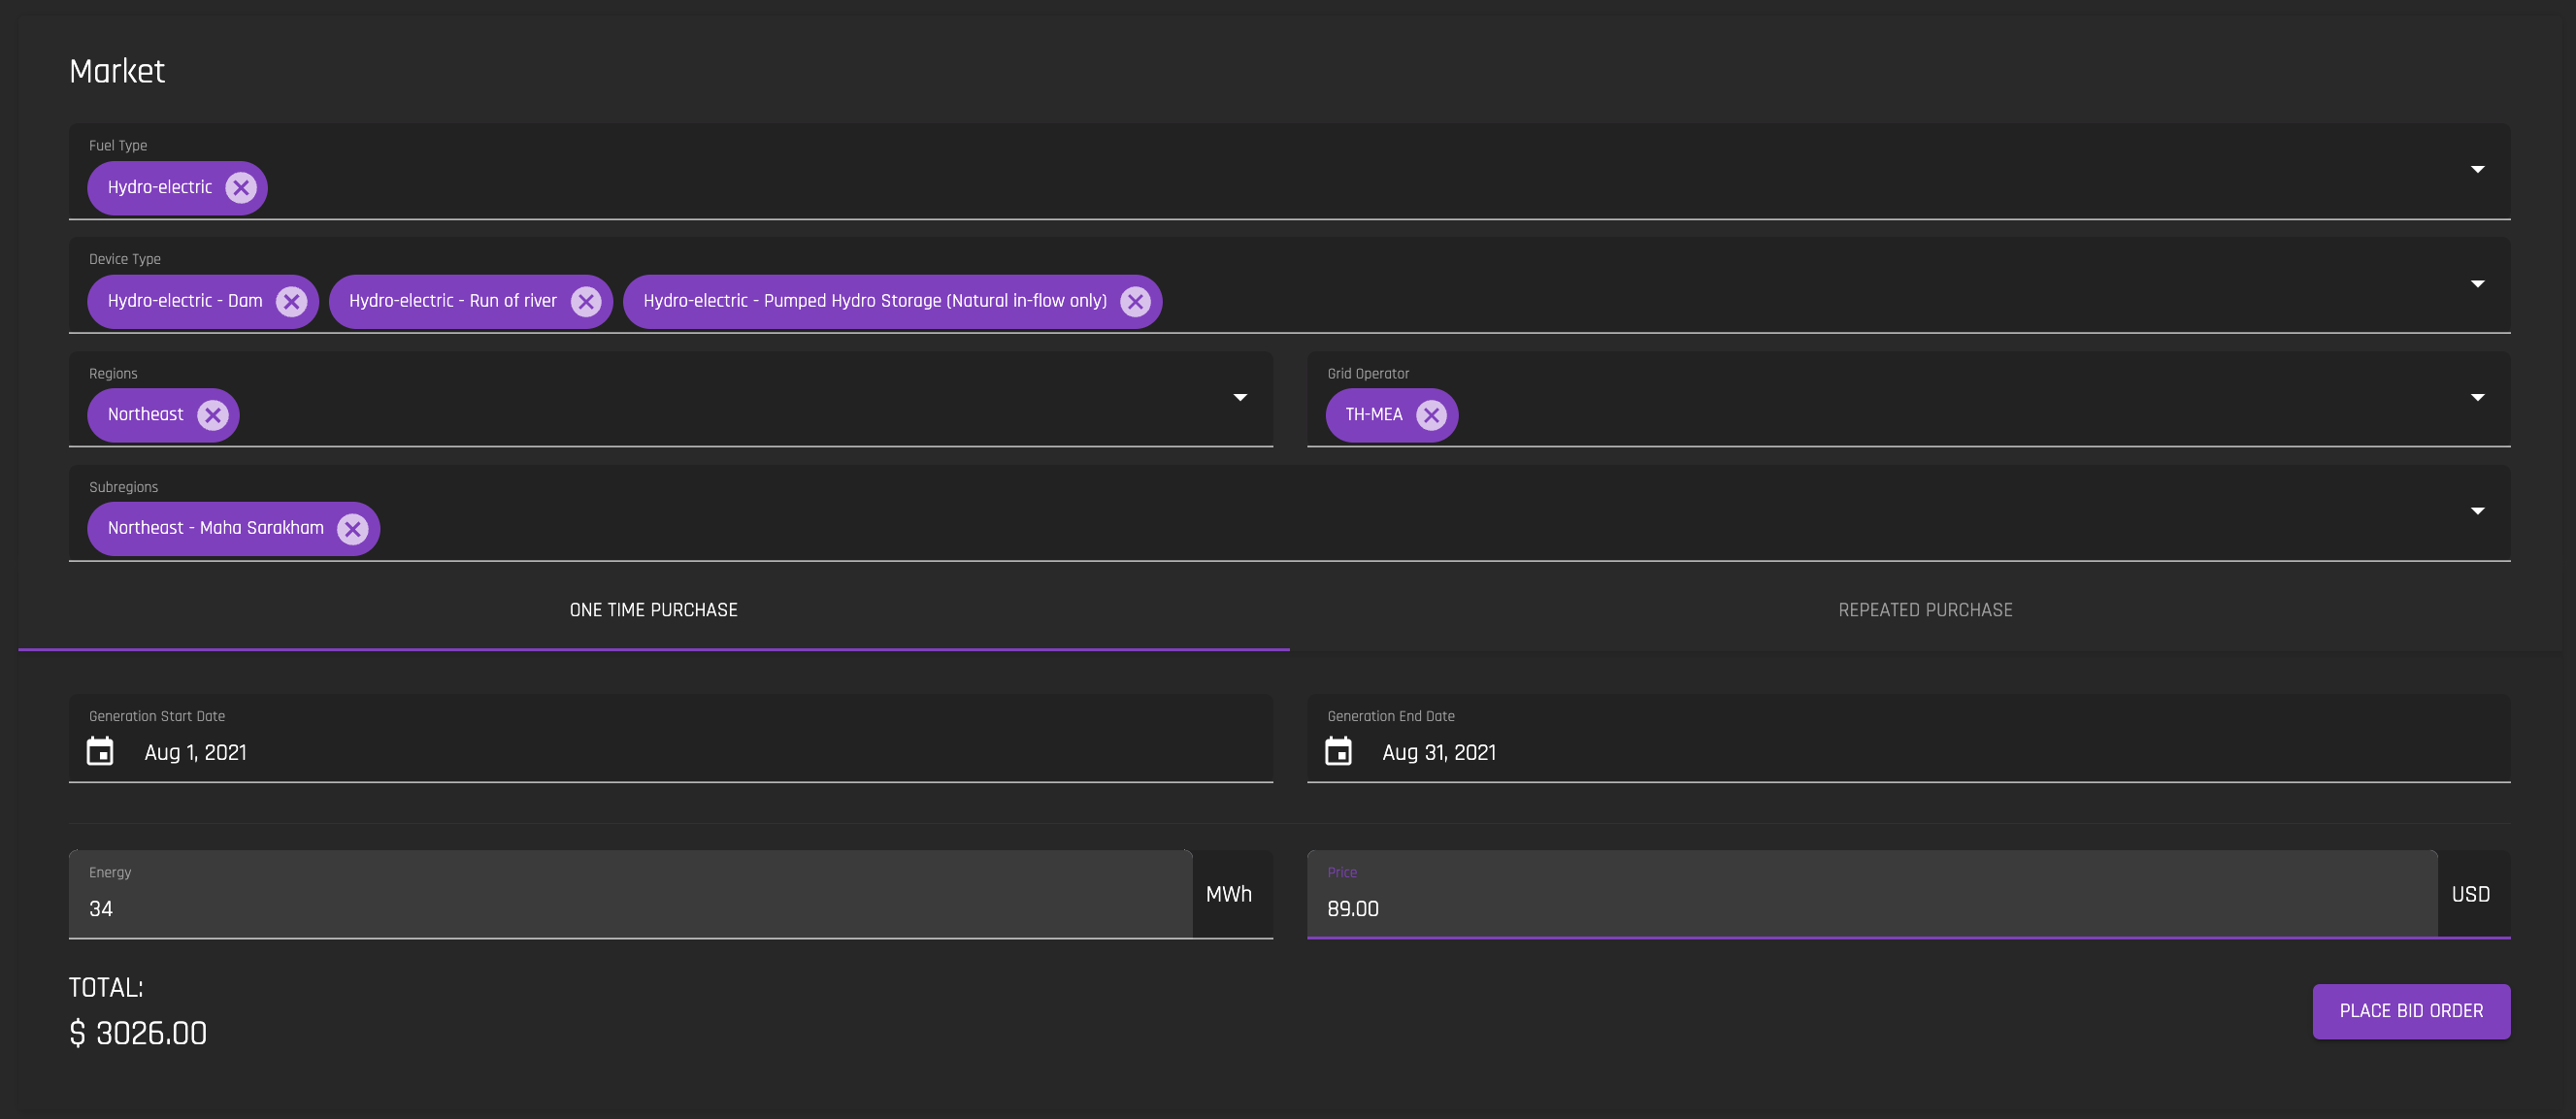 Market
Fuel Type
Hydro-electric
Device Type
Hydro-electric - Dam Hydro-electric - Run of river Hydro-electric - Pumped Hydro Storage (Natural in-flow only)
Regions
Northeast
Grid Operator
TH-MEA
Subregions
Northeast - Maha Sarakham
ONE TIME PURCHASE REPEATED PURCHASE
Generation Start Date
Aug 1, 2021
Generation End Date
Aug 31, 2021
Energy
34 MWh
Price
89.00 USD
TOTAL:
$ 3026.00
PLACE BID ORDER